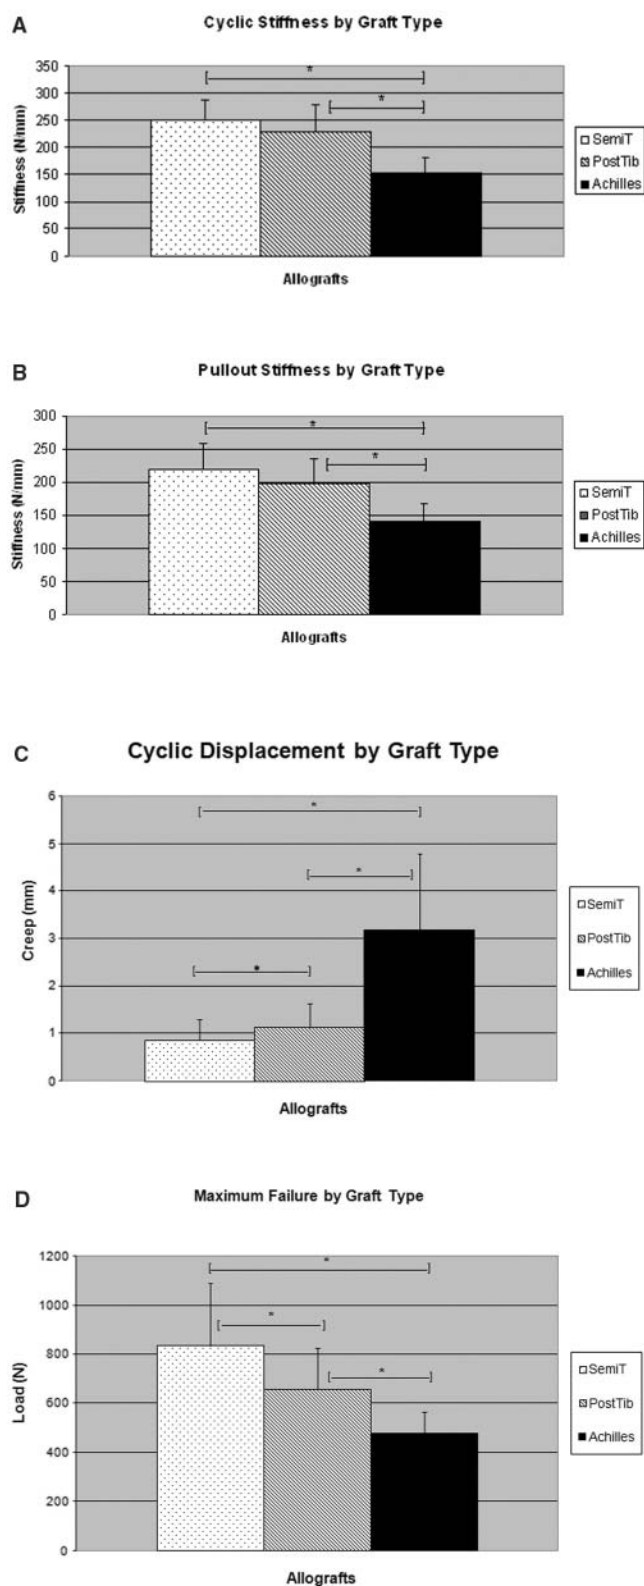 A
Cyclic Stiffness by Graft Type
Stiffness (N/mm)
350
300
250
200
150
100
50
0
*
*
SemiT
PostTib
Achilles
Allografts
B
Pullout Stiffness by Graft Type
Stiffness (N/mm)
300
250
200
150
100
50
0
*
*
SemiT
PostTib
Achilles
Allografts
C
Cyclic Displacement by Graft Type
Creep (mm)
6
5
4
3
2
1
0
*
*
*
SemiT
PostTib
Achilles
Allografts
D
Maximum Failure by Graft Type
Load (N)
1200
1000
800
600
400
200
0
*
*
*
SemiT
PostTib
Achilles
Allografts